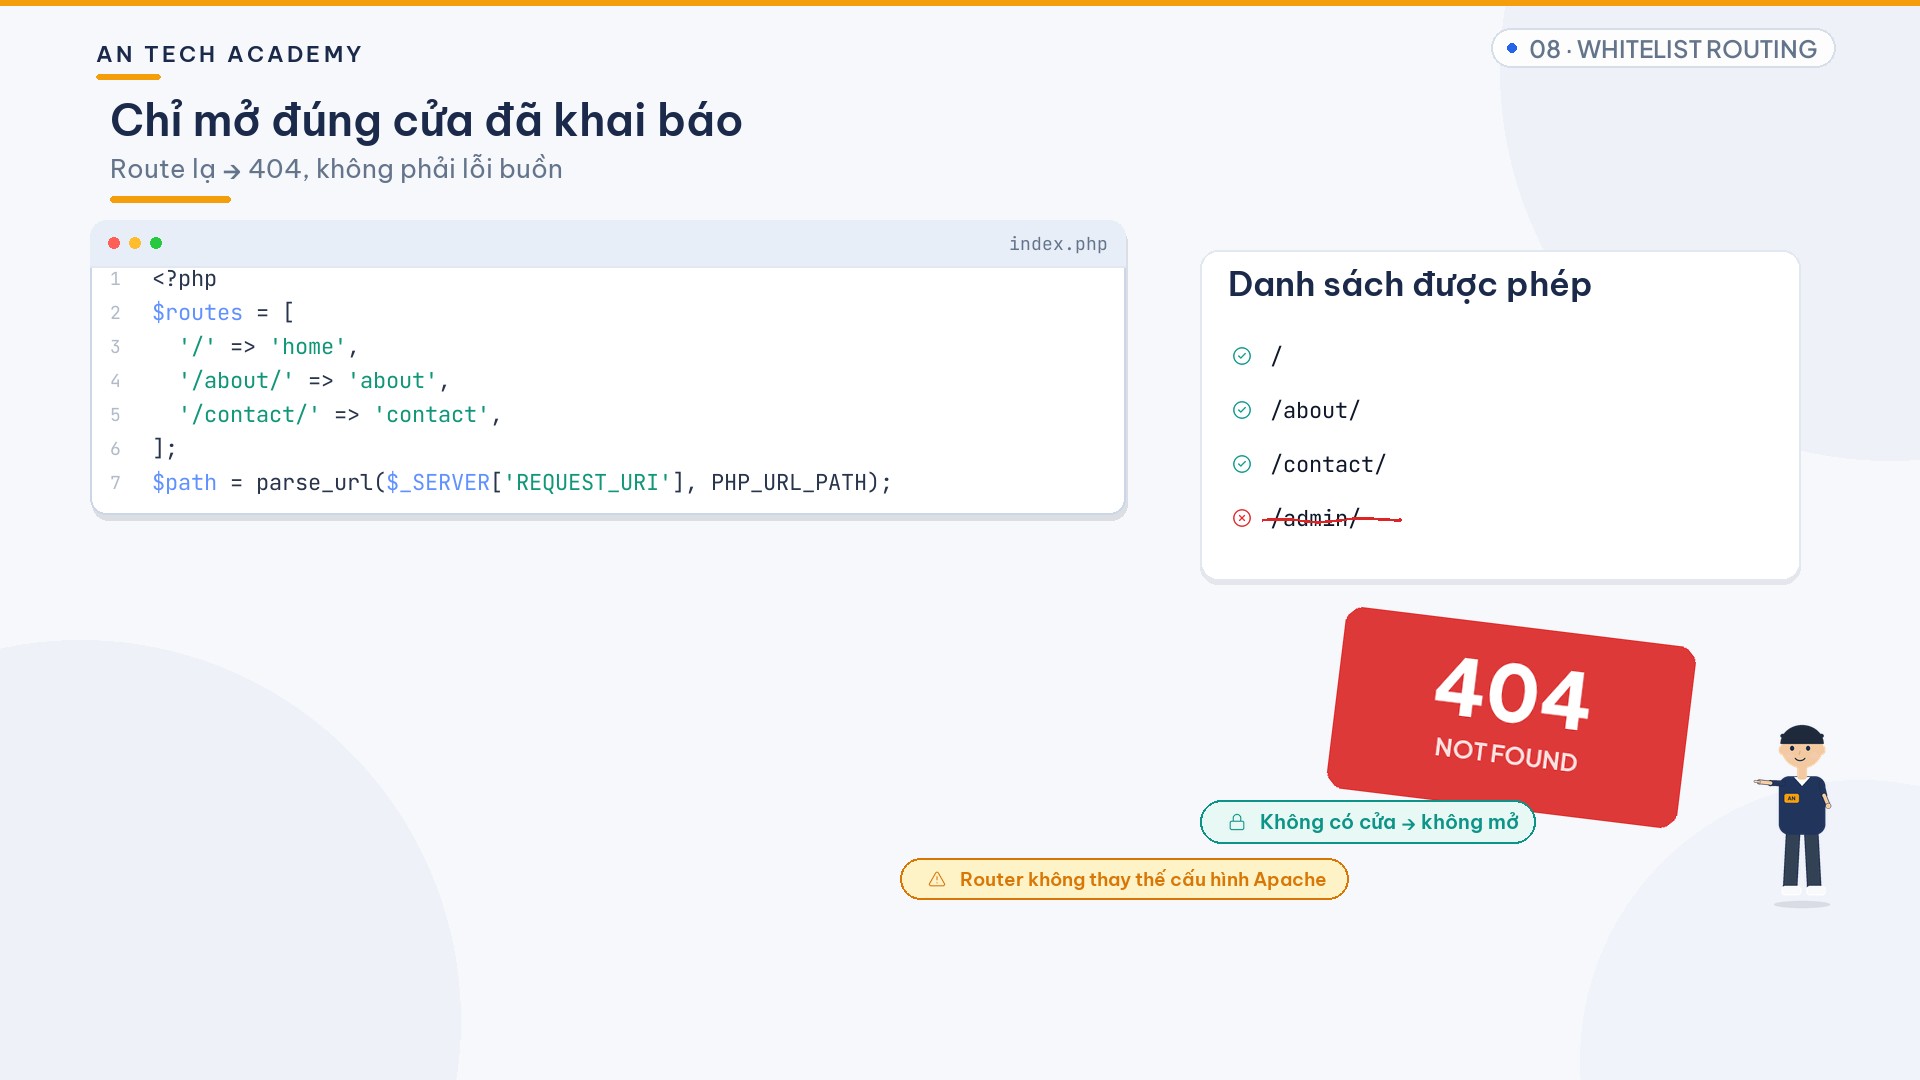 AN TECH ACADEMY
08 · WHITELIST ROUTING
Chỉ mở đúng cửa đã khai báo
Route lạ → 404, không phải lỗi buồn
index.php
1 <?php
2 $routes = [
3   '/' => 'home',
4   '/about/' => 'about',
5   '/contact/' => 'contact',
6 ];
7 $path = parse_url($_SERVER['REQUEST_URI'], PHP_URL_PATH);
Danh sách được phép
/
/about/
/contact/
/admin/
404
NOT FOUND
AN
Không có cửa → không mở
Router không thay thế cấu hình Apache